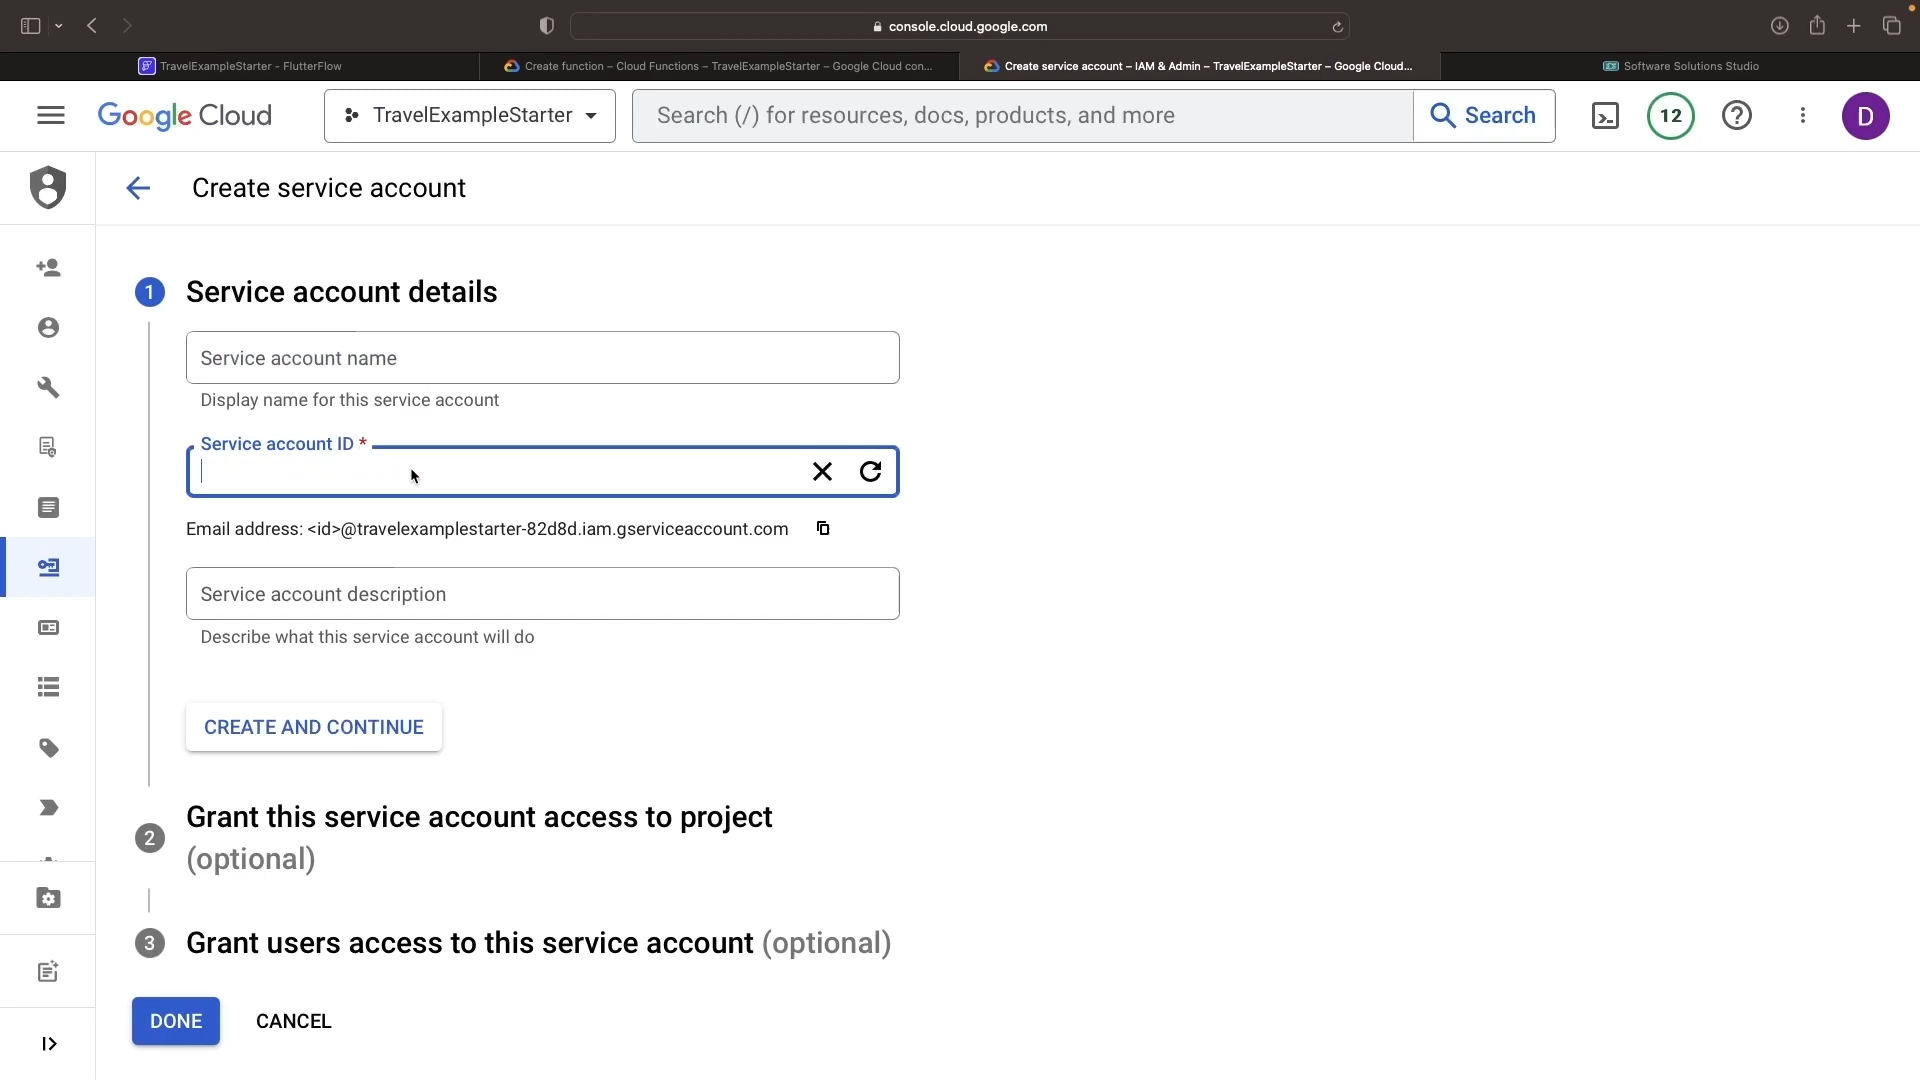 console.cloud.google.com
TravelExampleStarter - FlutterFlow
Create function – Cloud Functions – TravelExampleStarter – Google Cloud con...
Create service account – IAM & Admin – TravelExampleStarter – Google Cloud...
Software Solutions Studio
Google Cloud
TravelExampleStarter
Search (/) for resources, docs, products, and more
Search
12
D
Create service account
1
Service account details
Service account name
Display name for this service account
Service account ID *
Email address: <id>@travelexamplestarter-82d8d.iam.gserviceaccount.com
Service account description
Describe what this service account will do
CREATE AND CONTINUE
2
Grant this service account access to project
(optional)
3
Grant users access to this service account (optional)
DONE
CANCEL